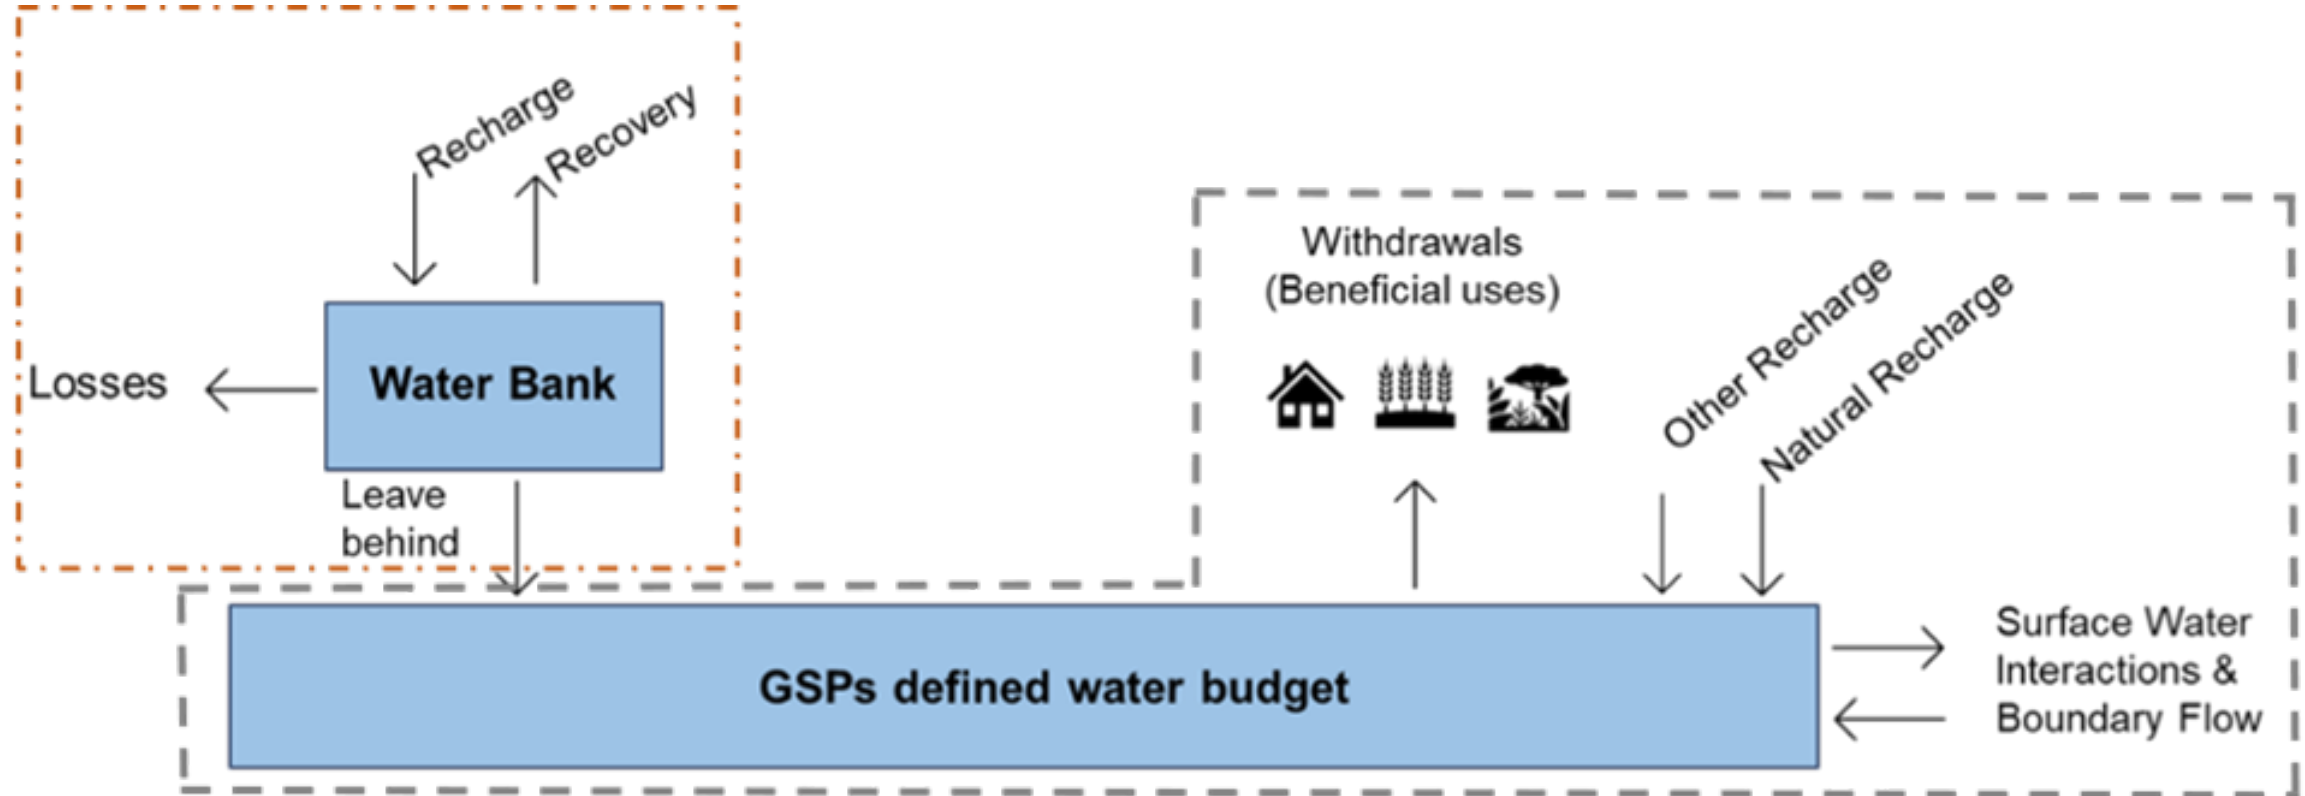 Recharge
Recovery
Losses
Water Bank
Leave
behind
Withdrawals
(Beneficial uses)
Other Recharge
Natural Recharge
GSPs defined water budget
Surface Water
Interactions &
Boundary Flow